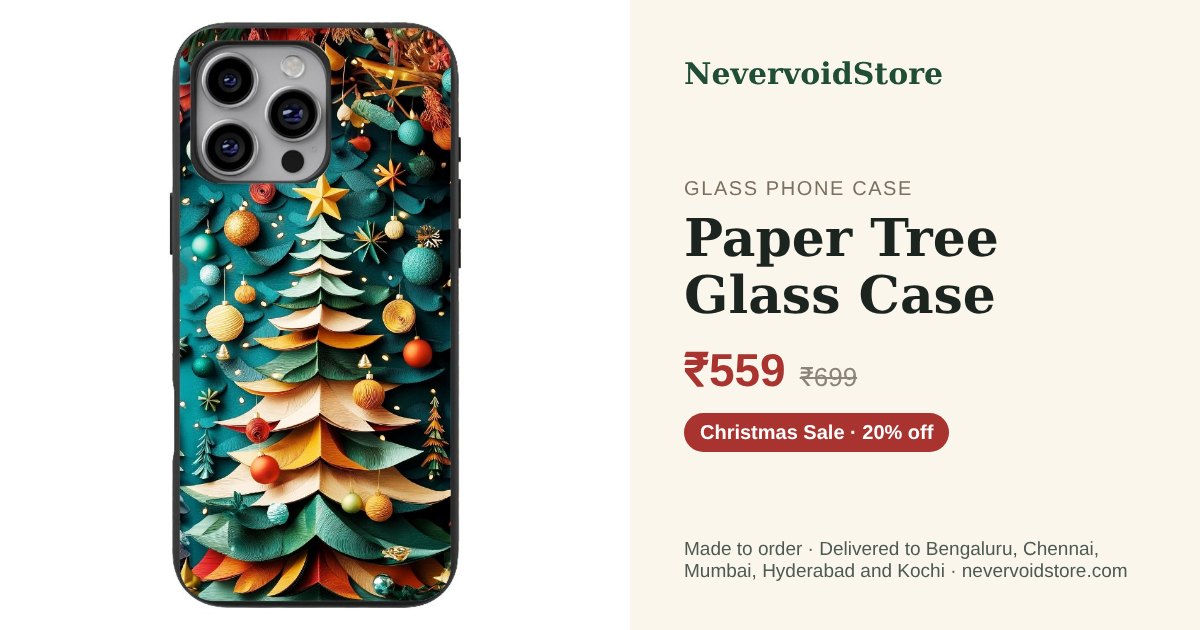 NevervoidStore
GLASS PHONE CASE
Paper Tree
Glass Case
₹559 ₹699
Christmas Sale · 20% off
Made to order · Delivered to Bengaluru, Chennai,
Mumbai, Hyderabad and Kochi · nevervoidstore.com